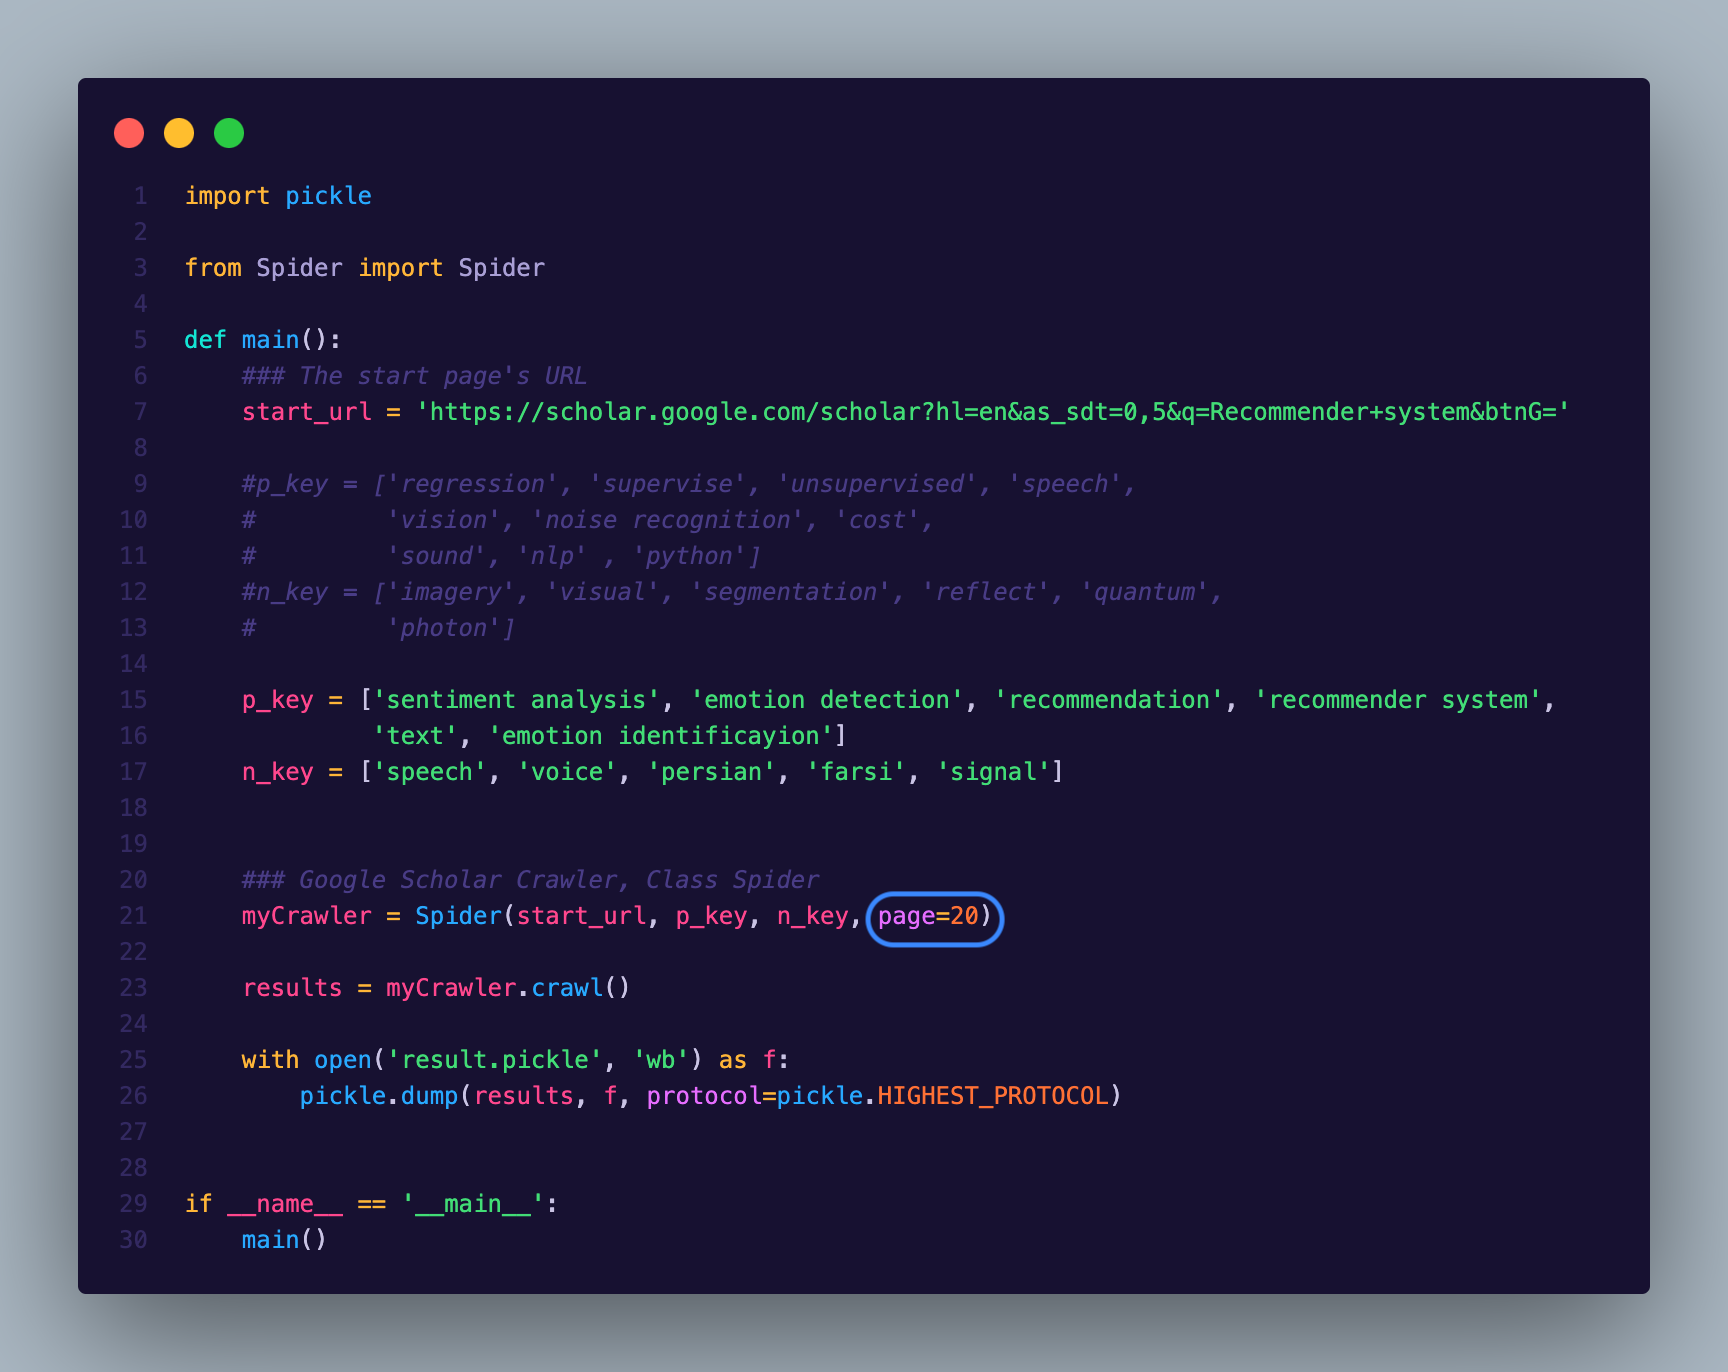 1 import pickle
2
3 from Spider import Spider
4
5 def main():
6     ### The start page's URL
7     start_url = 'https://scholar.google.com/scholar?hl=en&as_sdt=0,5&q=Recommender+system&btnG='
8
9     #p_key = ['regression', 'supervise', 'unsupervised', 'speech',
10     #         'vision', 'noise recognition', 'cost',
11     #         'sound', 'nlp' , 'python']
12     #n_key = ['imagery', 'visual', 'segmentation', 'reflect', 'quantum',
13     #         'photon']
14
15     p_key = ['sentiment analysis', 'emotion detection', 'recommendation', 'recommender system',
16              'text', 'emotion identificayion']
17     n_key = ['speech', 'voice', 'persian', 'farsi', 'signal']
18
19
20     ### Google Scholar Crawler, Class Spider
21     myCrawler = Spider(start_url, p_key, n_key, page=20)
22
23     results = myCrawler.crawl()
24
25     with open('result.pickle', 'wb') as f:
26         pickle.dump(results, f, protocol=pickle.HIGHEST_PROTOCOL)
27
28
29 if __name__ == '__main__':
30     main()